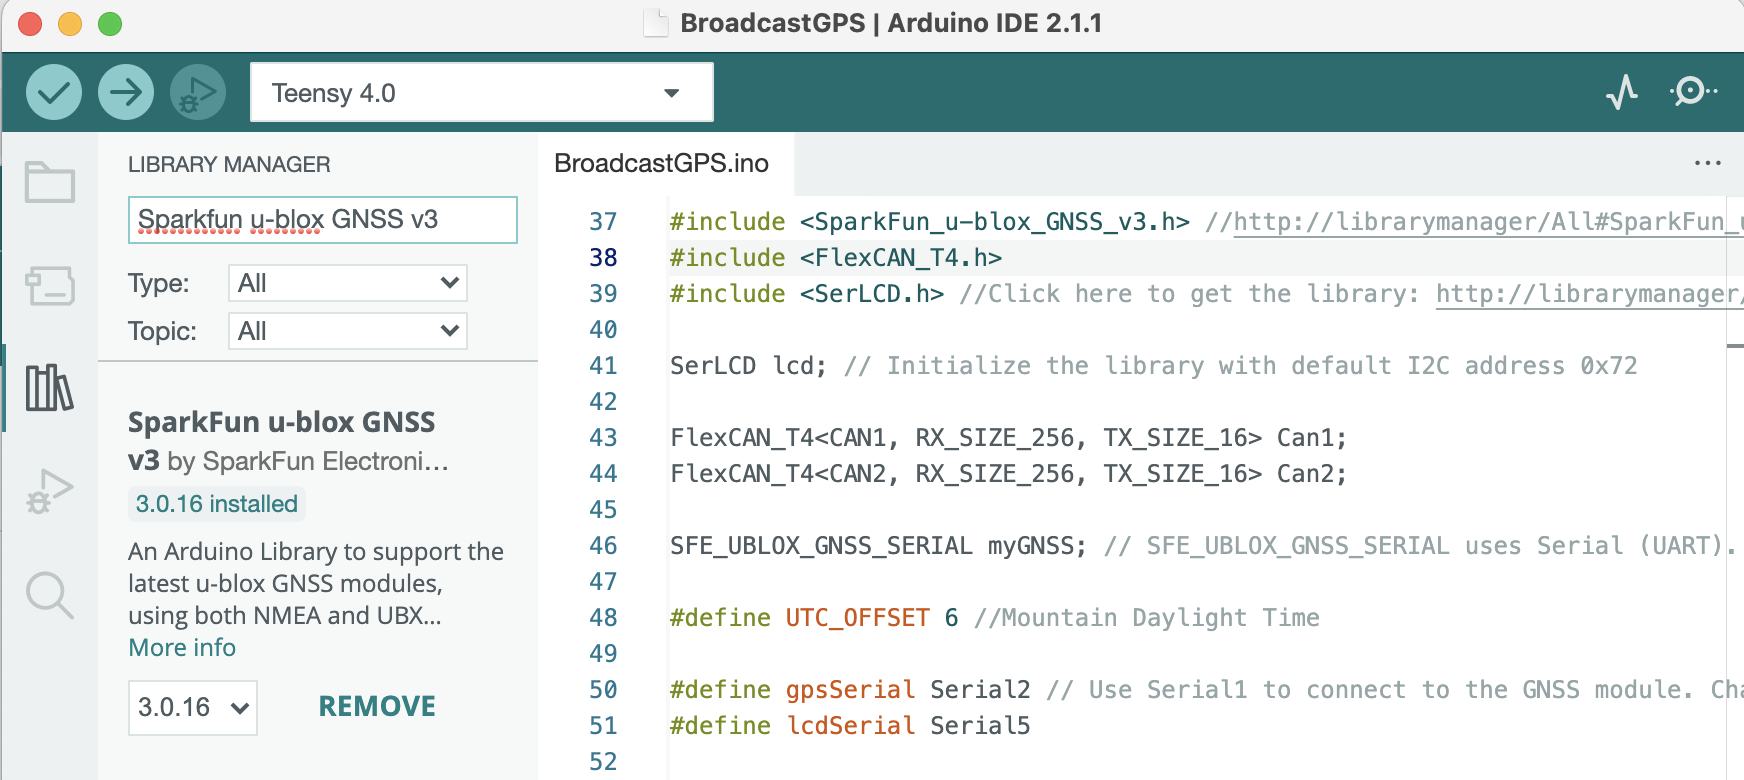 BroadcastGPS | Arduino IDE 2.1.1
Teensy 4.0
LIBRARY MANAGER
Sparkfun u-blox GNSS v3
Type: All
Topic: All
SparkFun u-blox GNSS
v3 by SparkFun Electroni...
3.0.16 installed
An Arduino Library to support the
latest u-blox GNSS modules,
using both NMEA and UBX...
More info
3.0.16 REMOVE
BroadcastGPS.ino
37 #include <SparkFun_u-blox_GNSS_v3.h> //http://librarymanager/All#SparkFun_
38 #include <FlexCAN_T4.h>
39 #include <SerLCD.h> //Click here to get the library: http://librarymanager/
40
41 SerLCD lcd; // Initialize the library with default I2C address 0x72
42
43 FlexCAN_T4<CAN1, RX_SIZE_256, TX_SIZE_16> Can1;
44 FlexCAN_T4<CAN2, RX_SIZE_256, TX_SIZE_16> Can2;
45
46 SFE_UBLOX_GNSS_SERIAL myGNSS; // SFE_UBLOX_GNSS_SERIAL uses Serial (UART).
47
48 #define UTC_OFFSET 6 //Mountain Daylight Time
49
50 #define gpsSerial Serial2 // Use Serial1 to connect to the GNSS module. Ch
51 #define lcdSerial Serial5
52